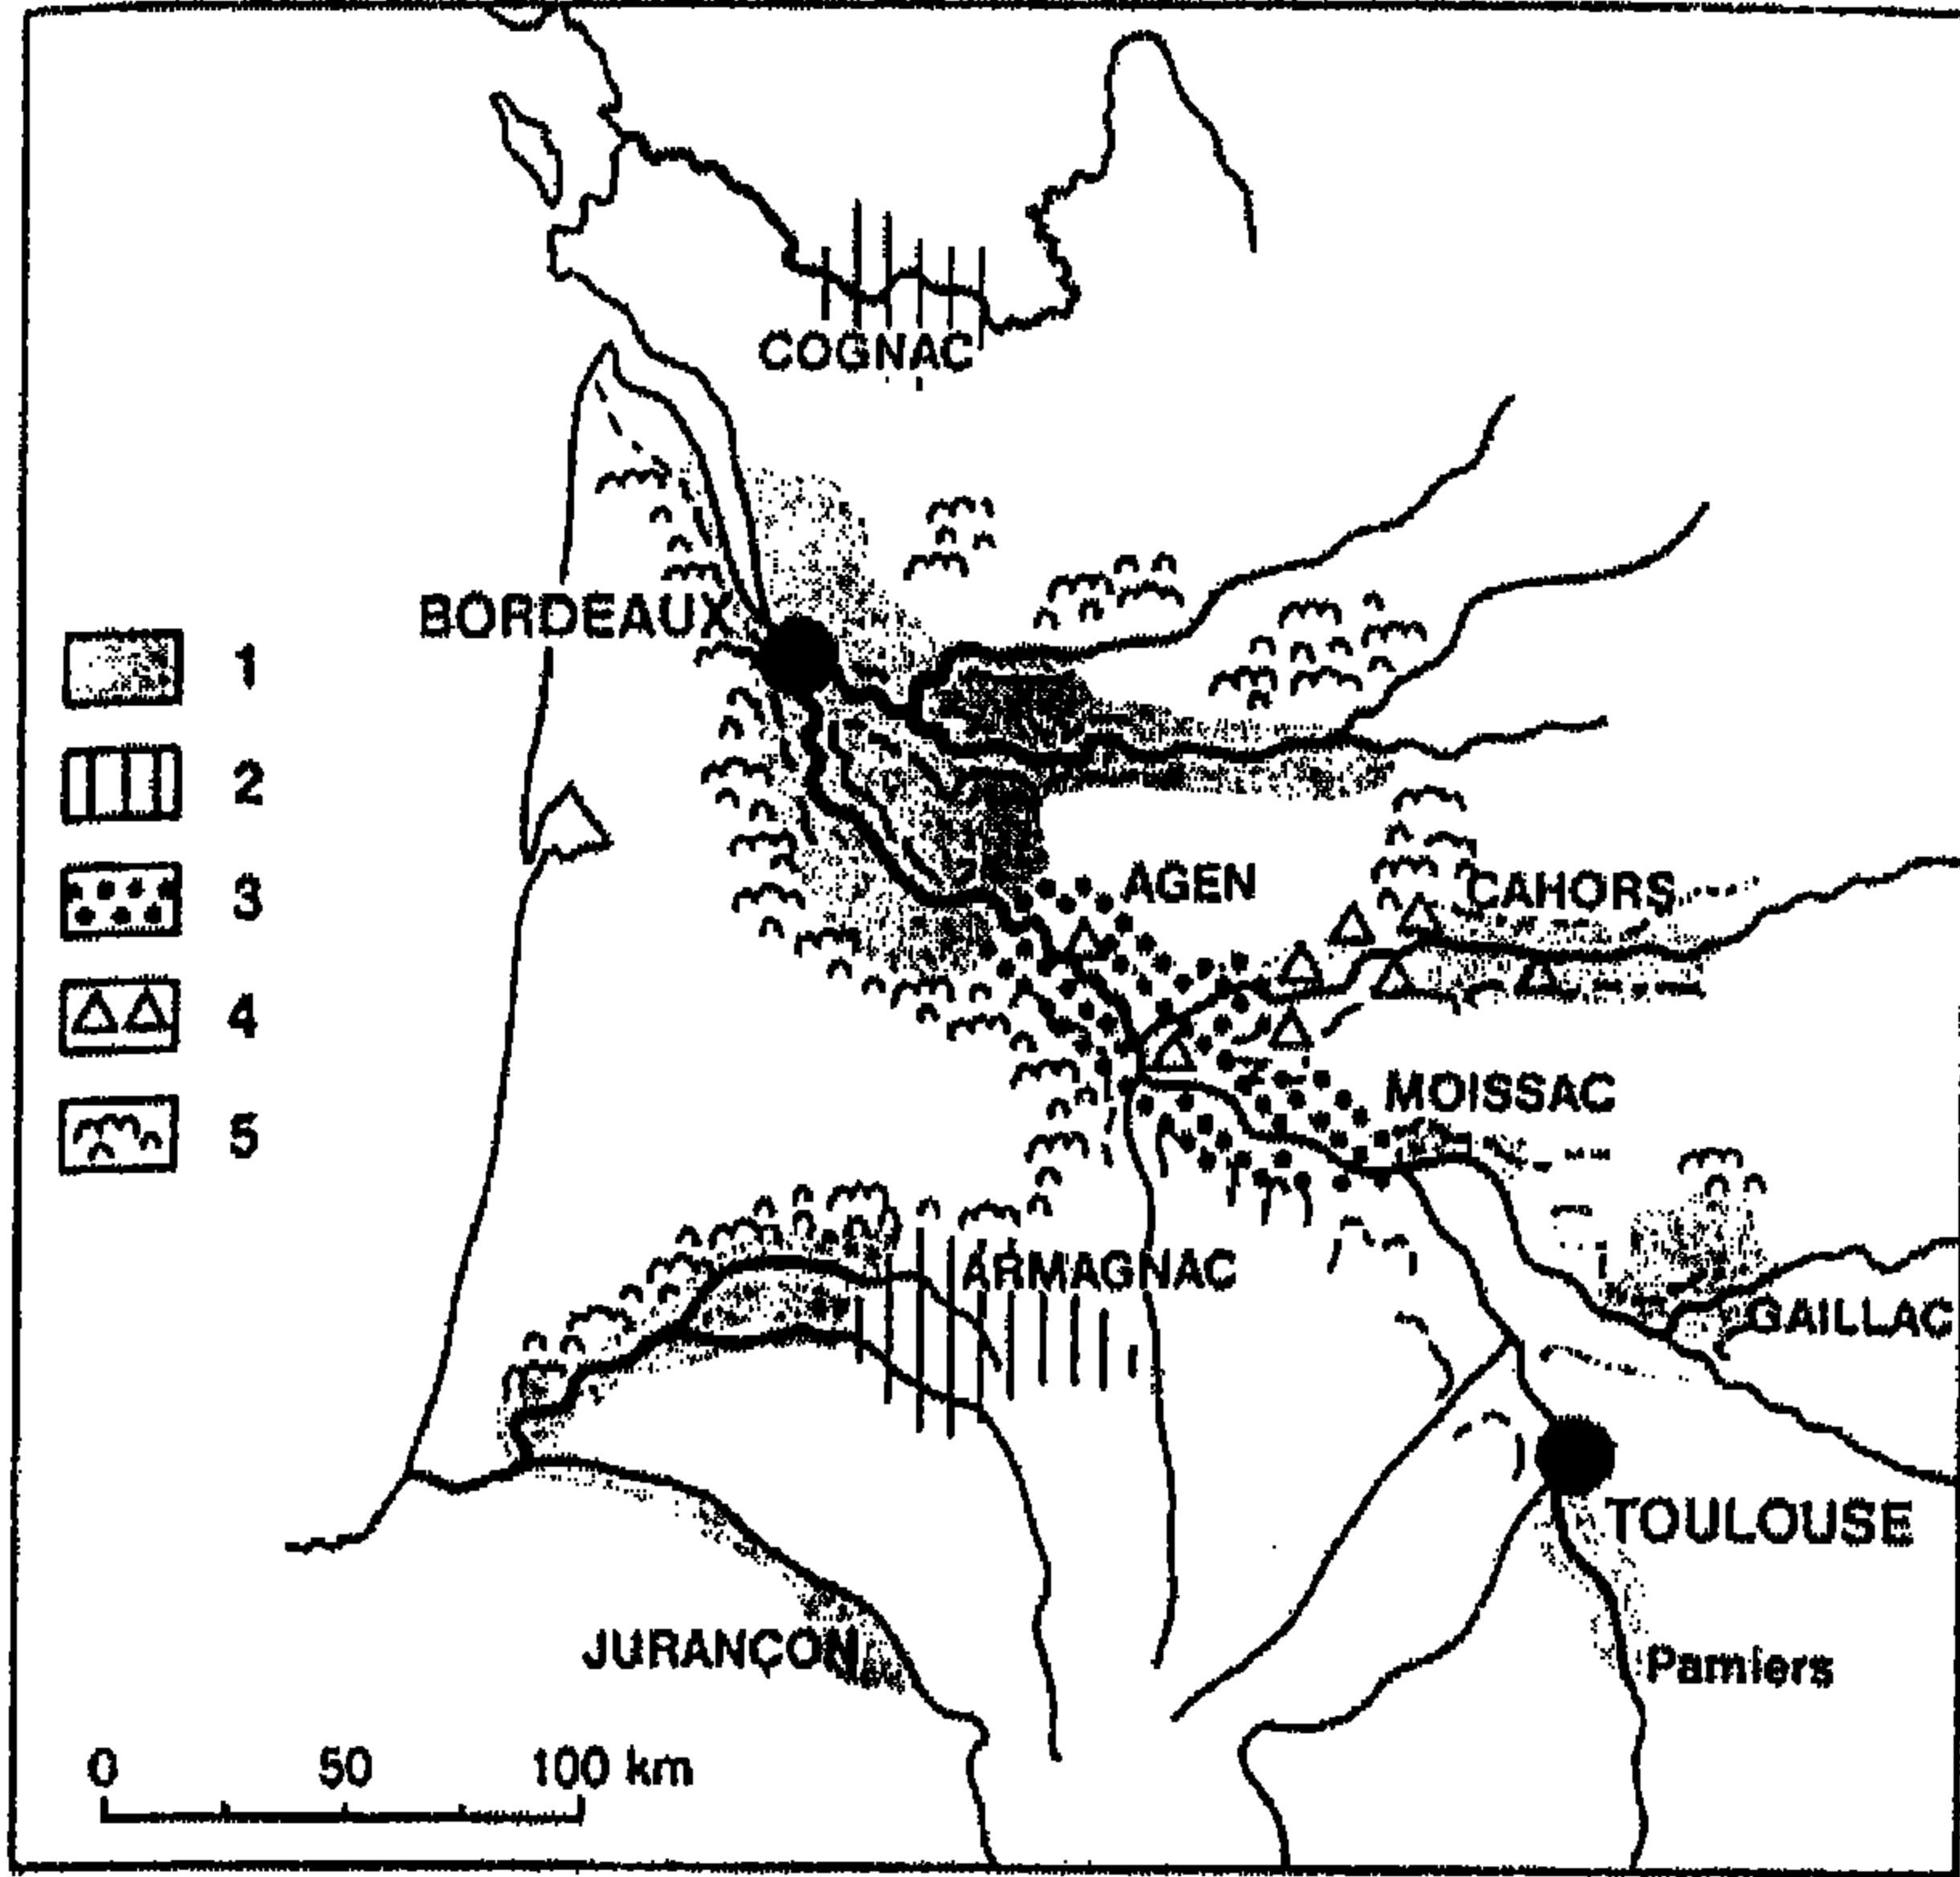 COGNAC
BORDEAUX
1
2
3
4
5
AGEN
CAHORS
MOISSAC
ARMAGNAC
GAILLAC
TOULOUSE
JURANÇON
Pamiers
0 50 100 km